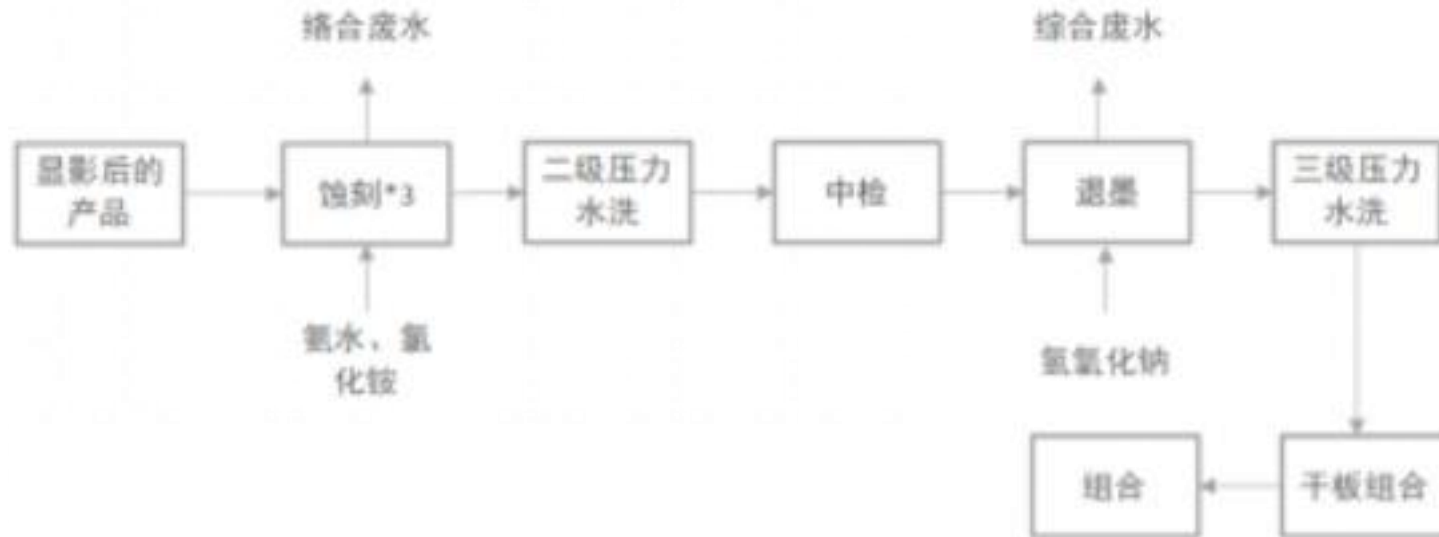 络合废水
综合废水
显影后的
产品
蚀刻*3
二级压力
水洗
中检
退墨
三级压力
水洗
氨水、氯
化铵
氢氧化钠
组合
干板组合